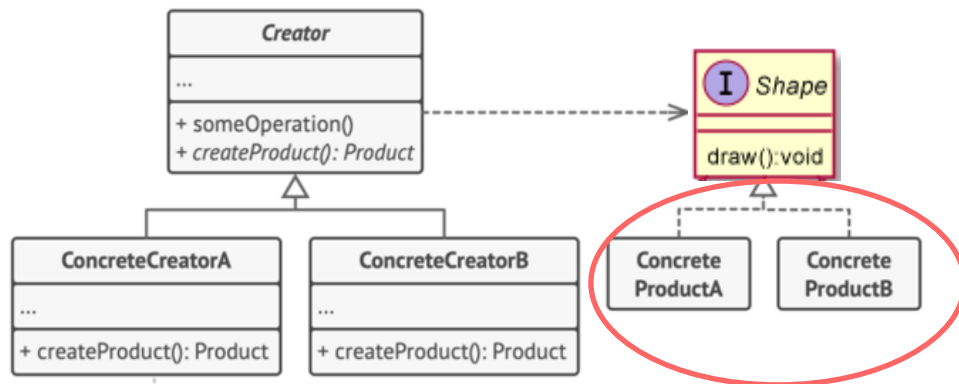 Creator
...
+ someOperation()
+ createProduct(): Product
I Shape
draw():void
ConcreteCreatorA
...
+ createProduct(): Product
ConcreteCreatorB
...
+ createProduct(): Product
Concrete
ProductA
Concrete
ProductB